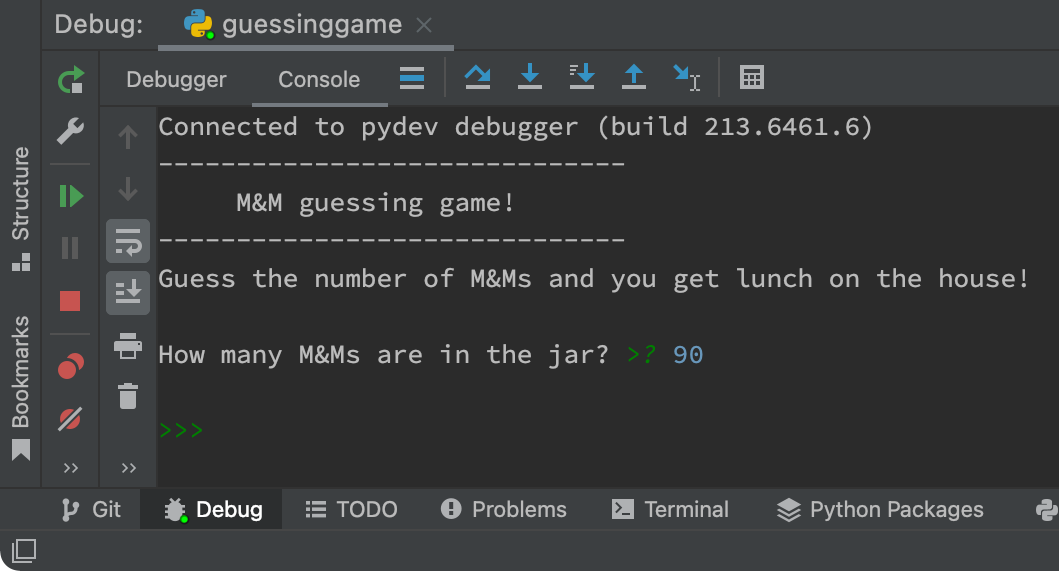 Debug: guessinggame
Debugger Console
Structure
Bookmarks
Connected to pydev debugger (build 213.6461.6)
------------------------------
M&M guessing game!
------------------------------
Guess the number of M&Ms and you get lunch on the house!
How many M&Ms are in the jar? >? 90
>>>
Git Debug TODO Problems Terminal Python Packages